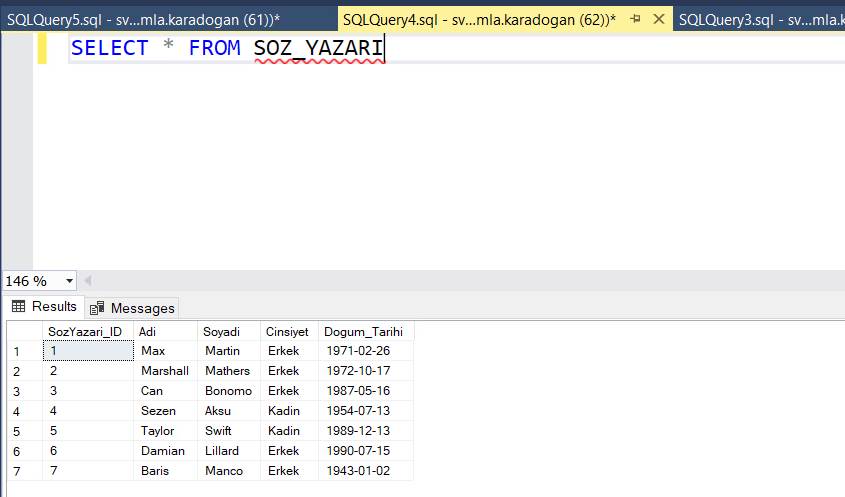 SQLQuery5.sql - sv...mla.karadogan (61))* SQLQuery4.sql - sv...mla.karadogan (62))* SQLQuery3.sql - sv...mla.k
SELECT * FROM SOZ_YAZARI
146 %
Results Messages
SozYazari_ID Adi Soyadi Cinsiyet Dogum_Tarihi
1 1 Max Martin Erkek 1971-02-26
2 2 Marshall Mathers Erkek 1972-10-17
3 3 Can Bonomo Erkek 1987-05-16
4 4 Sezen Aksu Kadin 1954-07-13
5 5 Taylor Swift Kadin 1989-12-13
6 6 Damian Lillard Erkek 1990-07-15
7 7 Baris Manco Erkek 1943-01-02